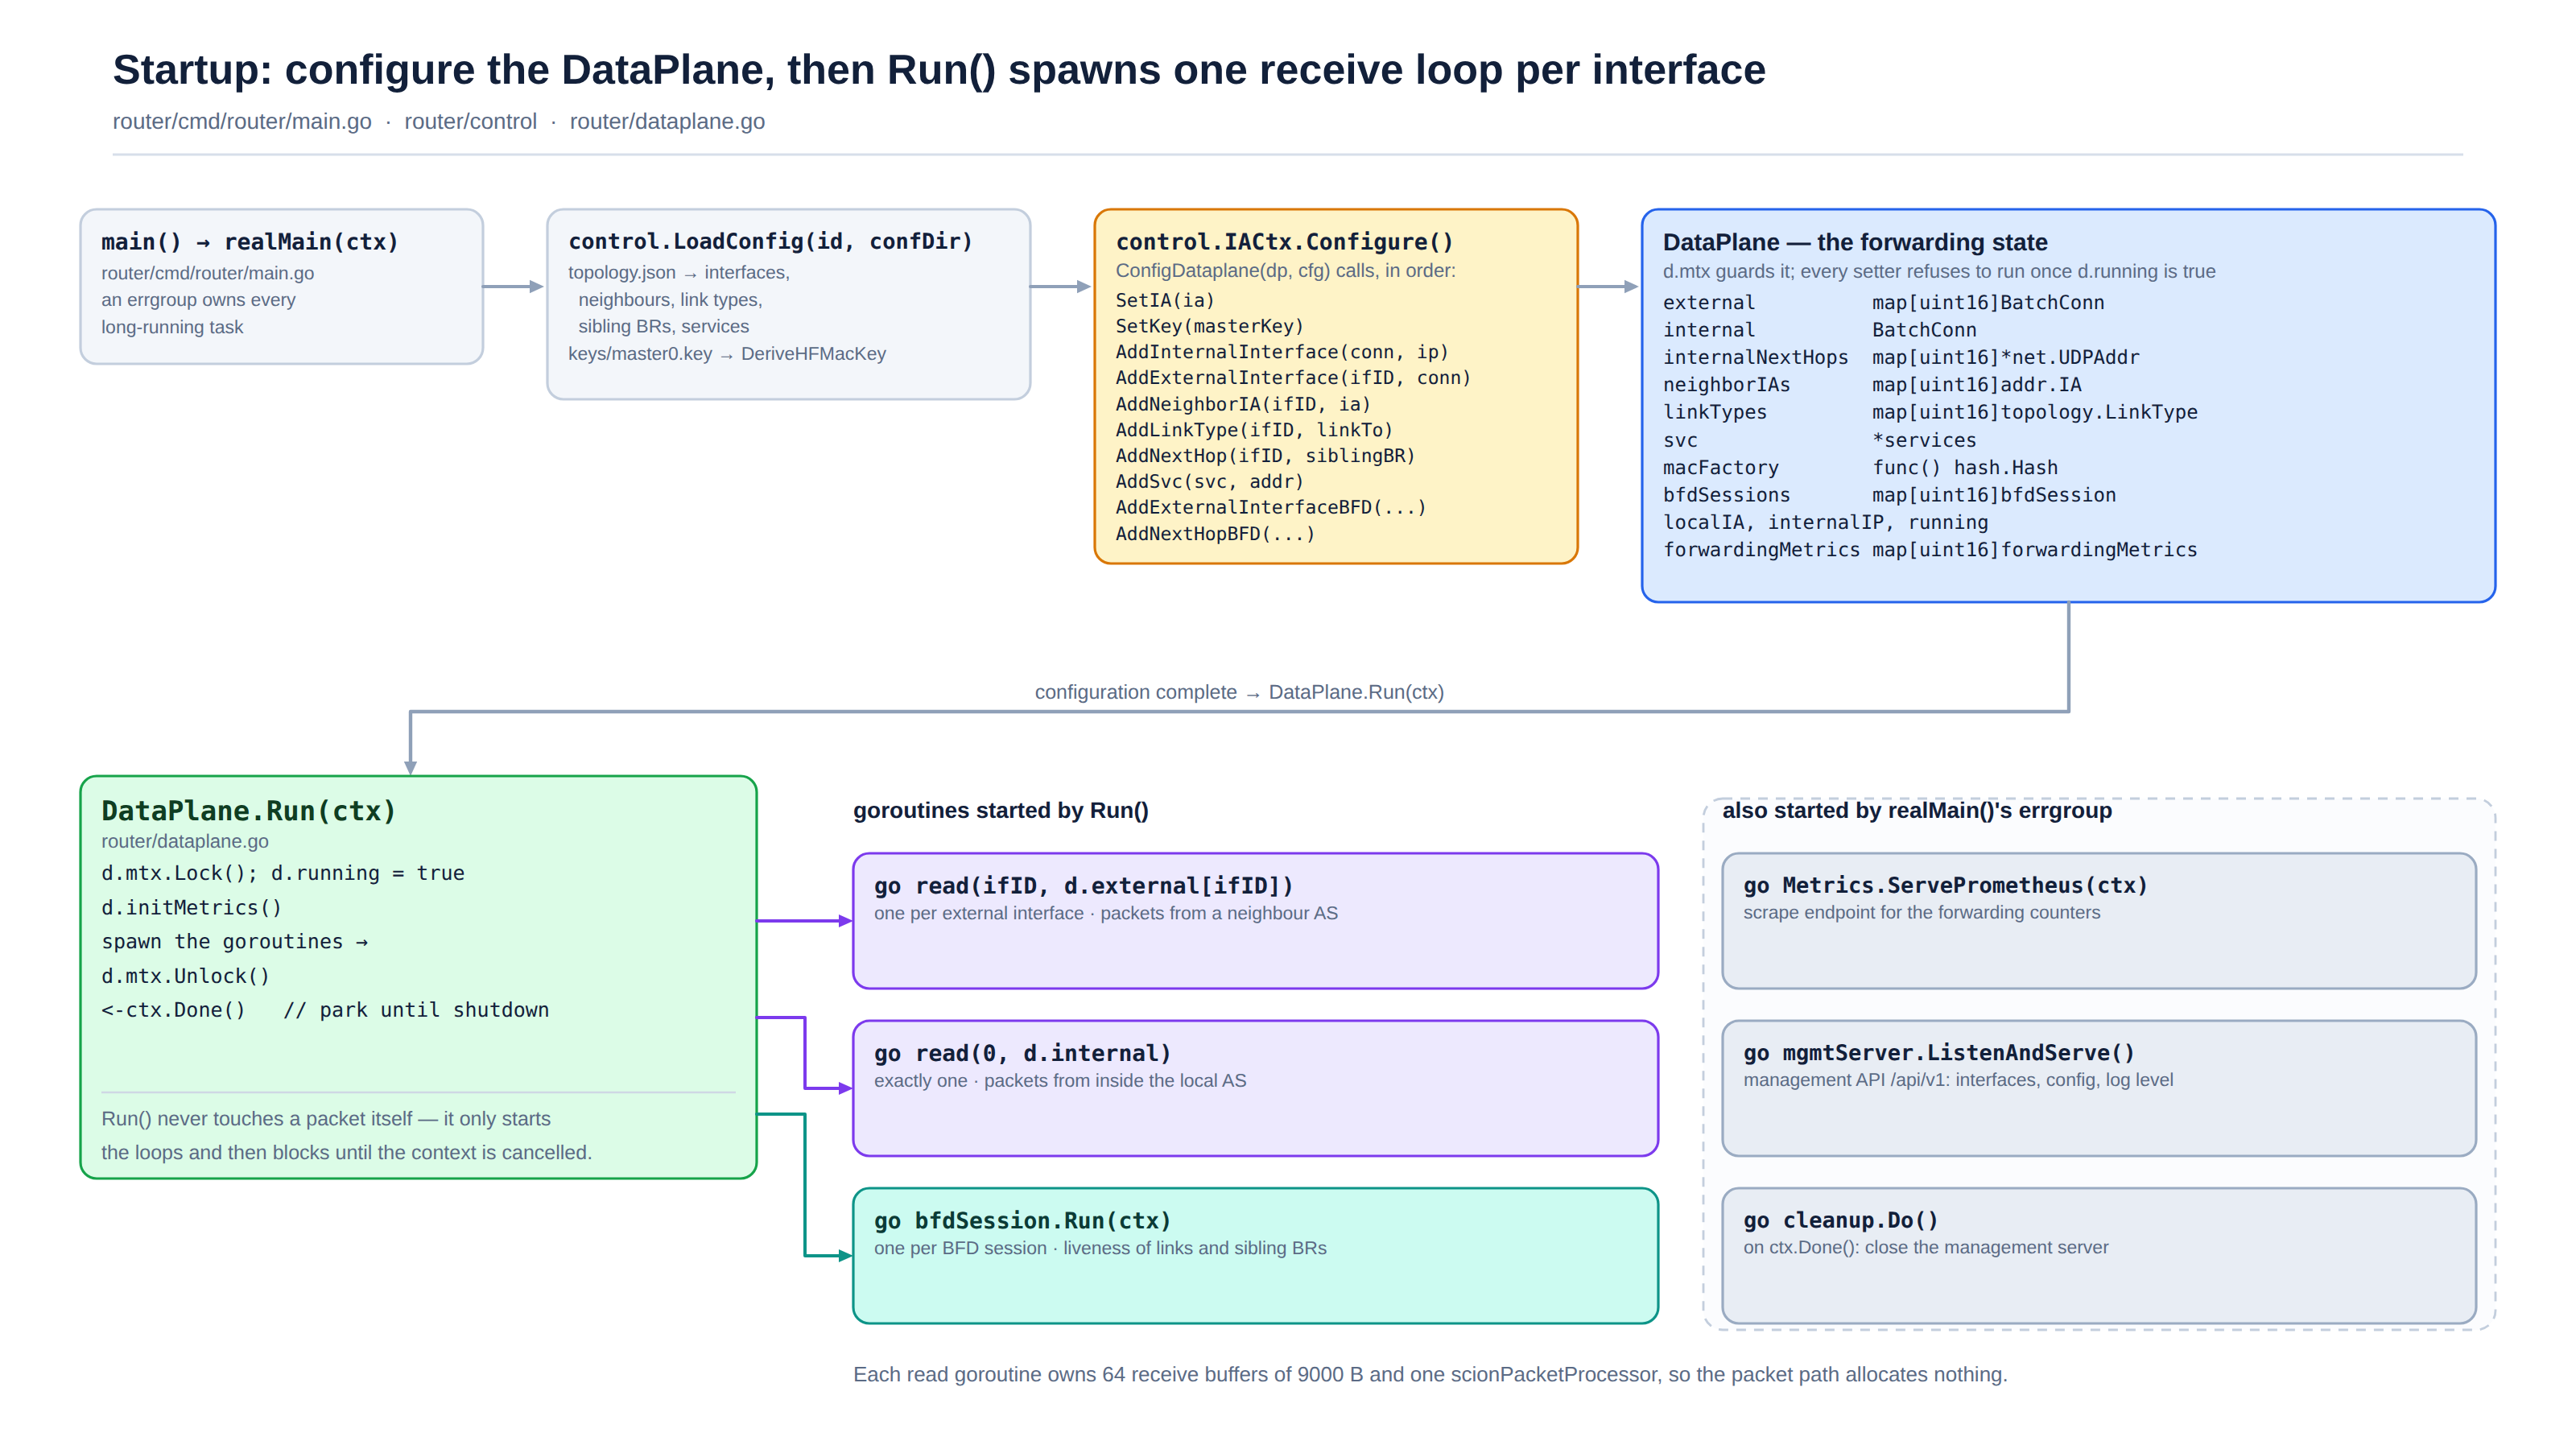 Startup: configure the DataPlane, then Run() spawns one receive loop per interface
router/cmd/router/main.go · router/control · router/dataplane.go
main() → realMain(ctx)
router/cmd/router/main.go
an errgroup owns every
long-running task
control.LoadConfig(id, confDir)
topology.json → interfaces,
neighbours, link types,
sibling BRs, services
keys/master0.key → DeriveHFMacKey
control.IACtx.Configure()
ConfigDataplane(dp, cfg) calls, in order:
SetIA(ia)
SetKey(masterKey)
AddInternalInterface(conn, ip)
AddExternalInterface(ifID, conn)
AddNeighborIA(ifID, ia)
AddLinkType(ifID, linkTo)
AddNextHop(ifID, siblingBR)
AddSvc(svc, addr)
AddExternalInterfaceBFD(...)
AddNextHopBFD(...)
DataPlane — the forwarding state
d.mtx guards it; every setter refuses to run once d.running is true
external map[uint16]BatchConn
internal BatchConn
internalNextHops map[uint16]*net.UDPAddr
neighborIAs map[uint16]addr.IA
linkTypes map[uint16]topology.LinkType
svc *services
macFactory func() hash.Hash
bfdSessions map[uint16]bfdSession
localIA, internalIP, running
forwardingMetrics map[uint16]forwardingMetrics
configuration complete → DataPlane.Run(ctx)
DataPlane.Run(ctx)
router/dataplane.go
d.mtx.Lock(); d.running = true
d.initMetrics()
spawn the goroutines →
d.mtx.Unlock()
<-ctx.Done() // park until shutdown
Run() never touches a packet itself — it only starts
the loops and then blocks until the context is cancelled.
goroutines started by Run()
go read(ifID, d.external[ifID])
one per external interface · packets from a neighbour AS
go read(0, d.internal)
exactly one · packets from inside the local AS
go bfdSession.Run(ctx)
one per BFD session · liveness of links and sibling BRs
also started by realMain()'s errgroup
go Metrics.ServePrometheus(ctx)
scrape endpoint for the forwarding counters
go mgmtServer.ListenAndServe()
management API /api/v1: interfaces, config, log level
go cleanup.Do()
on ctx.Done(): close the management server
Each read goroutine owns 64 receive buffers of 9000 B and one scionPacketProcessor, so the packet path allocates nothing.